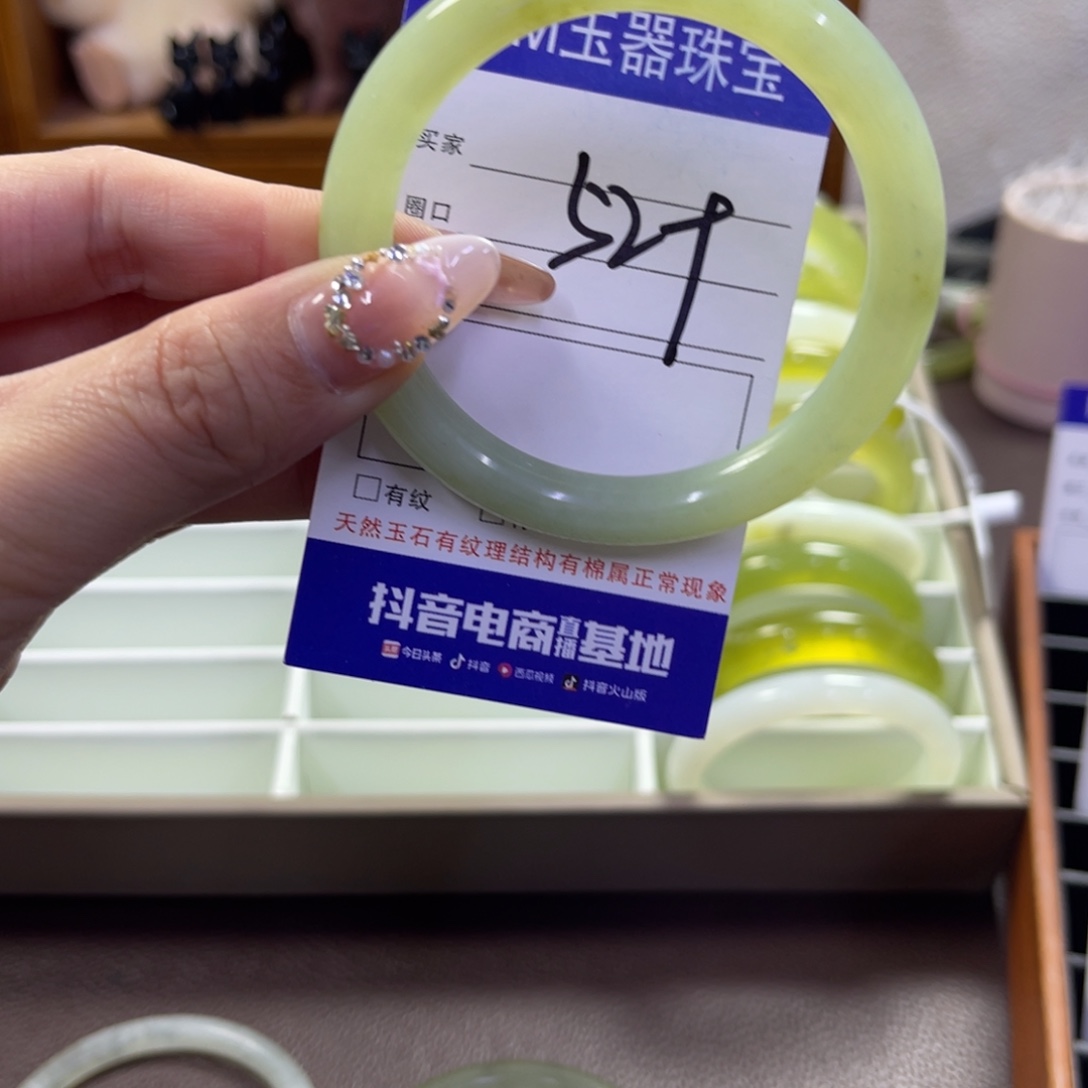 玉器珠宝
买家
529
圈口
有纹
天然玉石有纹理结构有棉属正常现象
抖音电商直播基地
今日头条 抖音 西瓜视频 抖音火山版